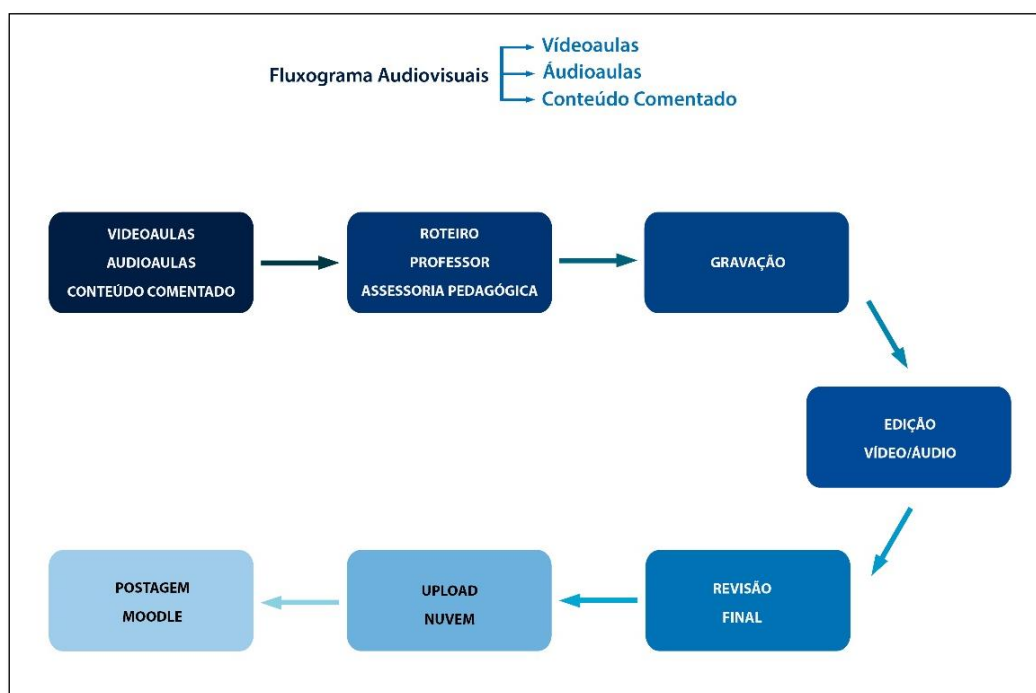 Fluxograma Audiovisuais
Vídeoaulas
Áudioaulas
Conteúdo Comentado
VIDEOAULAS
AUDIOAULAS
CONTEÚDO COMENTADO
ROTEIRO
PROFESSOR
ASSESSORIA PEDAGÓGICA
GRAVAÇÃO
EDIÇÃO
VÍDEO/ÁUDIO
REVISÃO
FINAL
UPLOAD
NUVEM
POSTAGEM
MOODLE